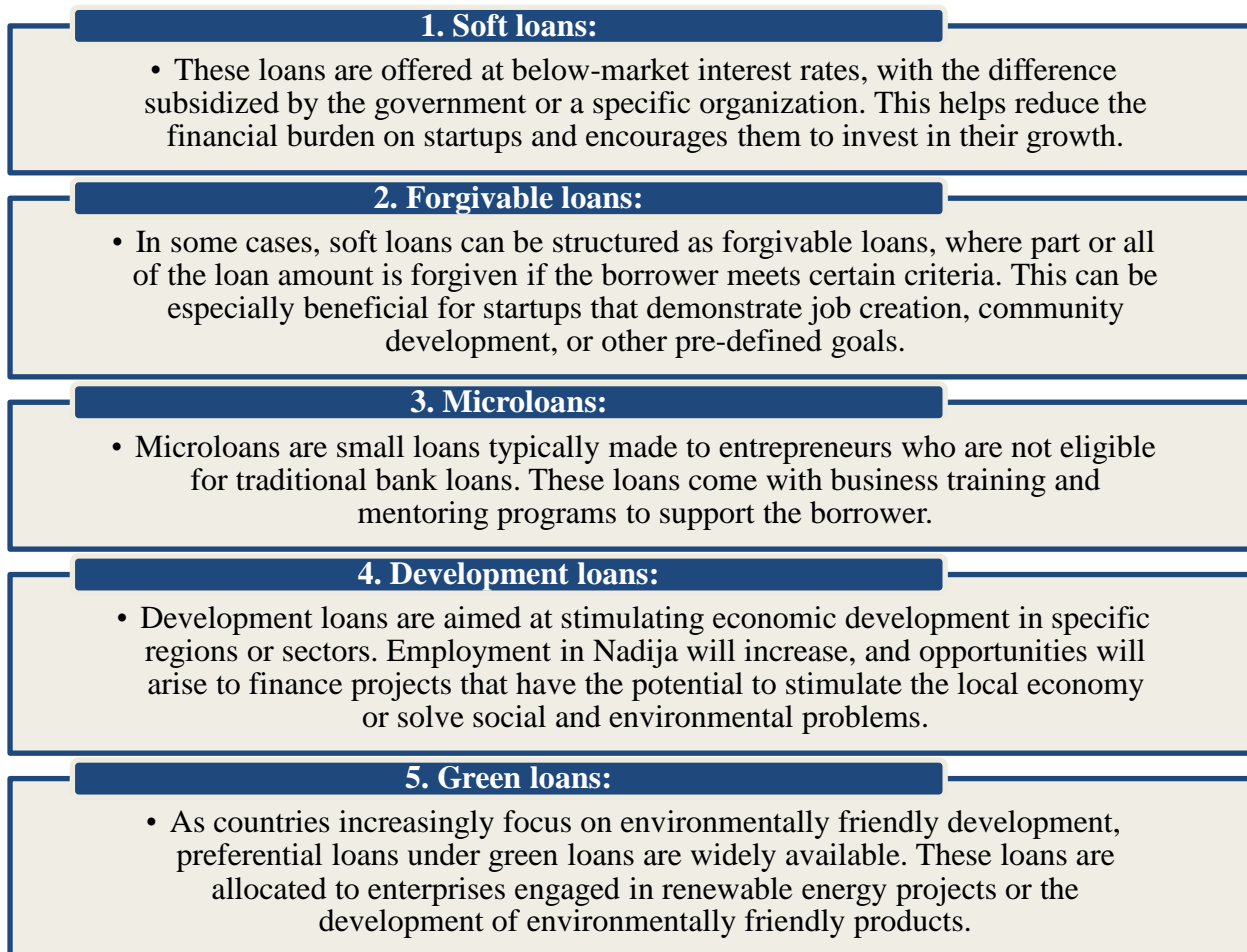 1. Soft loans:
• These loans are offered at below-market interest rates, with the difference
subsidized by the government or a specific organization. This helps reduce the
financial burden on startups and encourages them to invest in their growth.
2. Forgivable loans:
• In some cases, soft loans can be structured as forgivable loans, where part or all
of the loan amount is forgiven if the borrower meets certain criteria. This can be
especially beneficial for startups that demonstrate job creation, community
development, or other pre-defined goals.
3. Microloans:
• Microloans are small loans typically made to entrepreneurs who are not eligible
for traditional bank loans. These loans come with business training and
mentoring programs to support the borrower.
4. Development loans:
• Development loans are aimed at stimulating economic development in specific
regions or sectors. Employment in Nadija will increase, and opportunities will
arise to finance projects that have the potential to stimulate the local economy
or solve social and environmental problems.
5. Green loans:
• As countries increasingly focus on environmentally friendly development,
preferential loans under green loans are widely available. These loans are
allocated to enterprises engaged in renewable energy projects or the
development of environmentally friendly products.